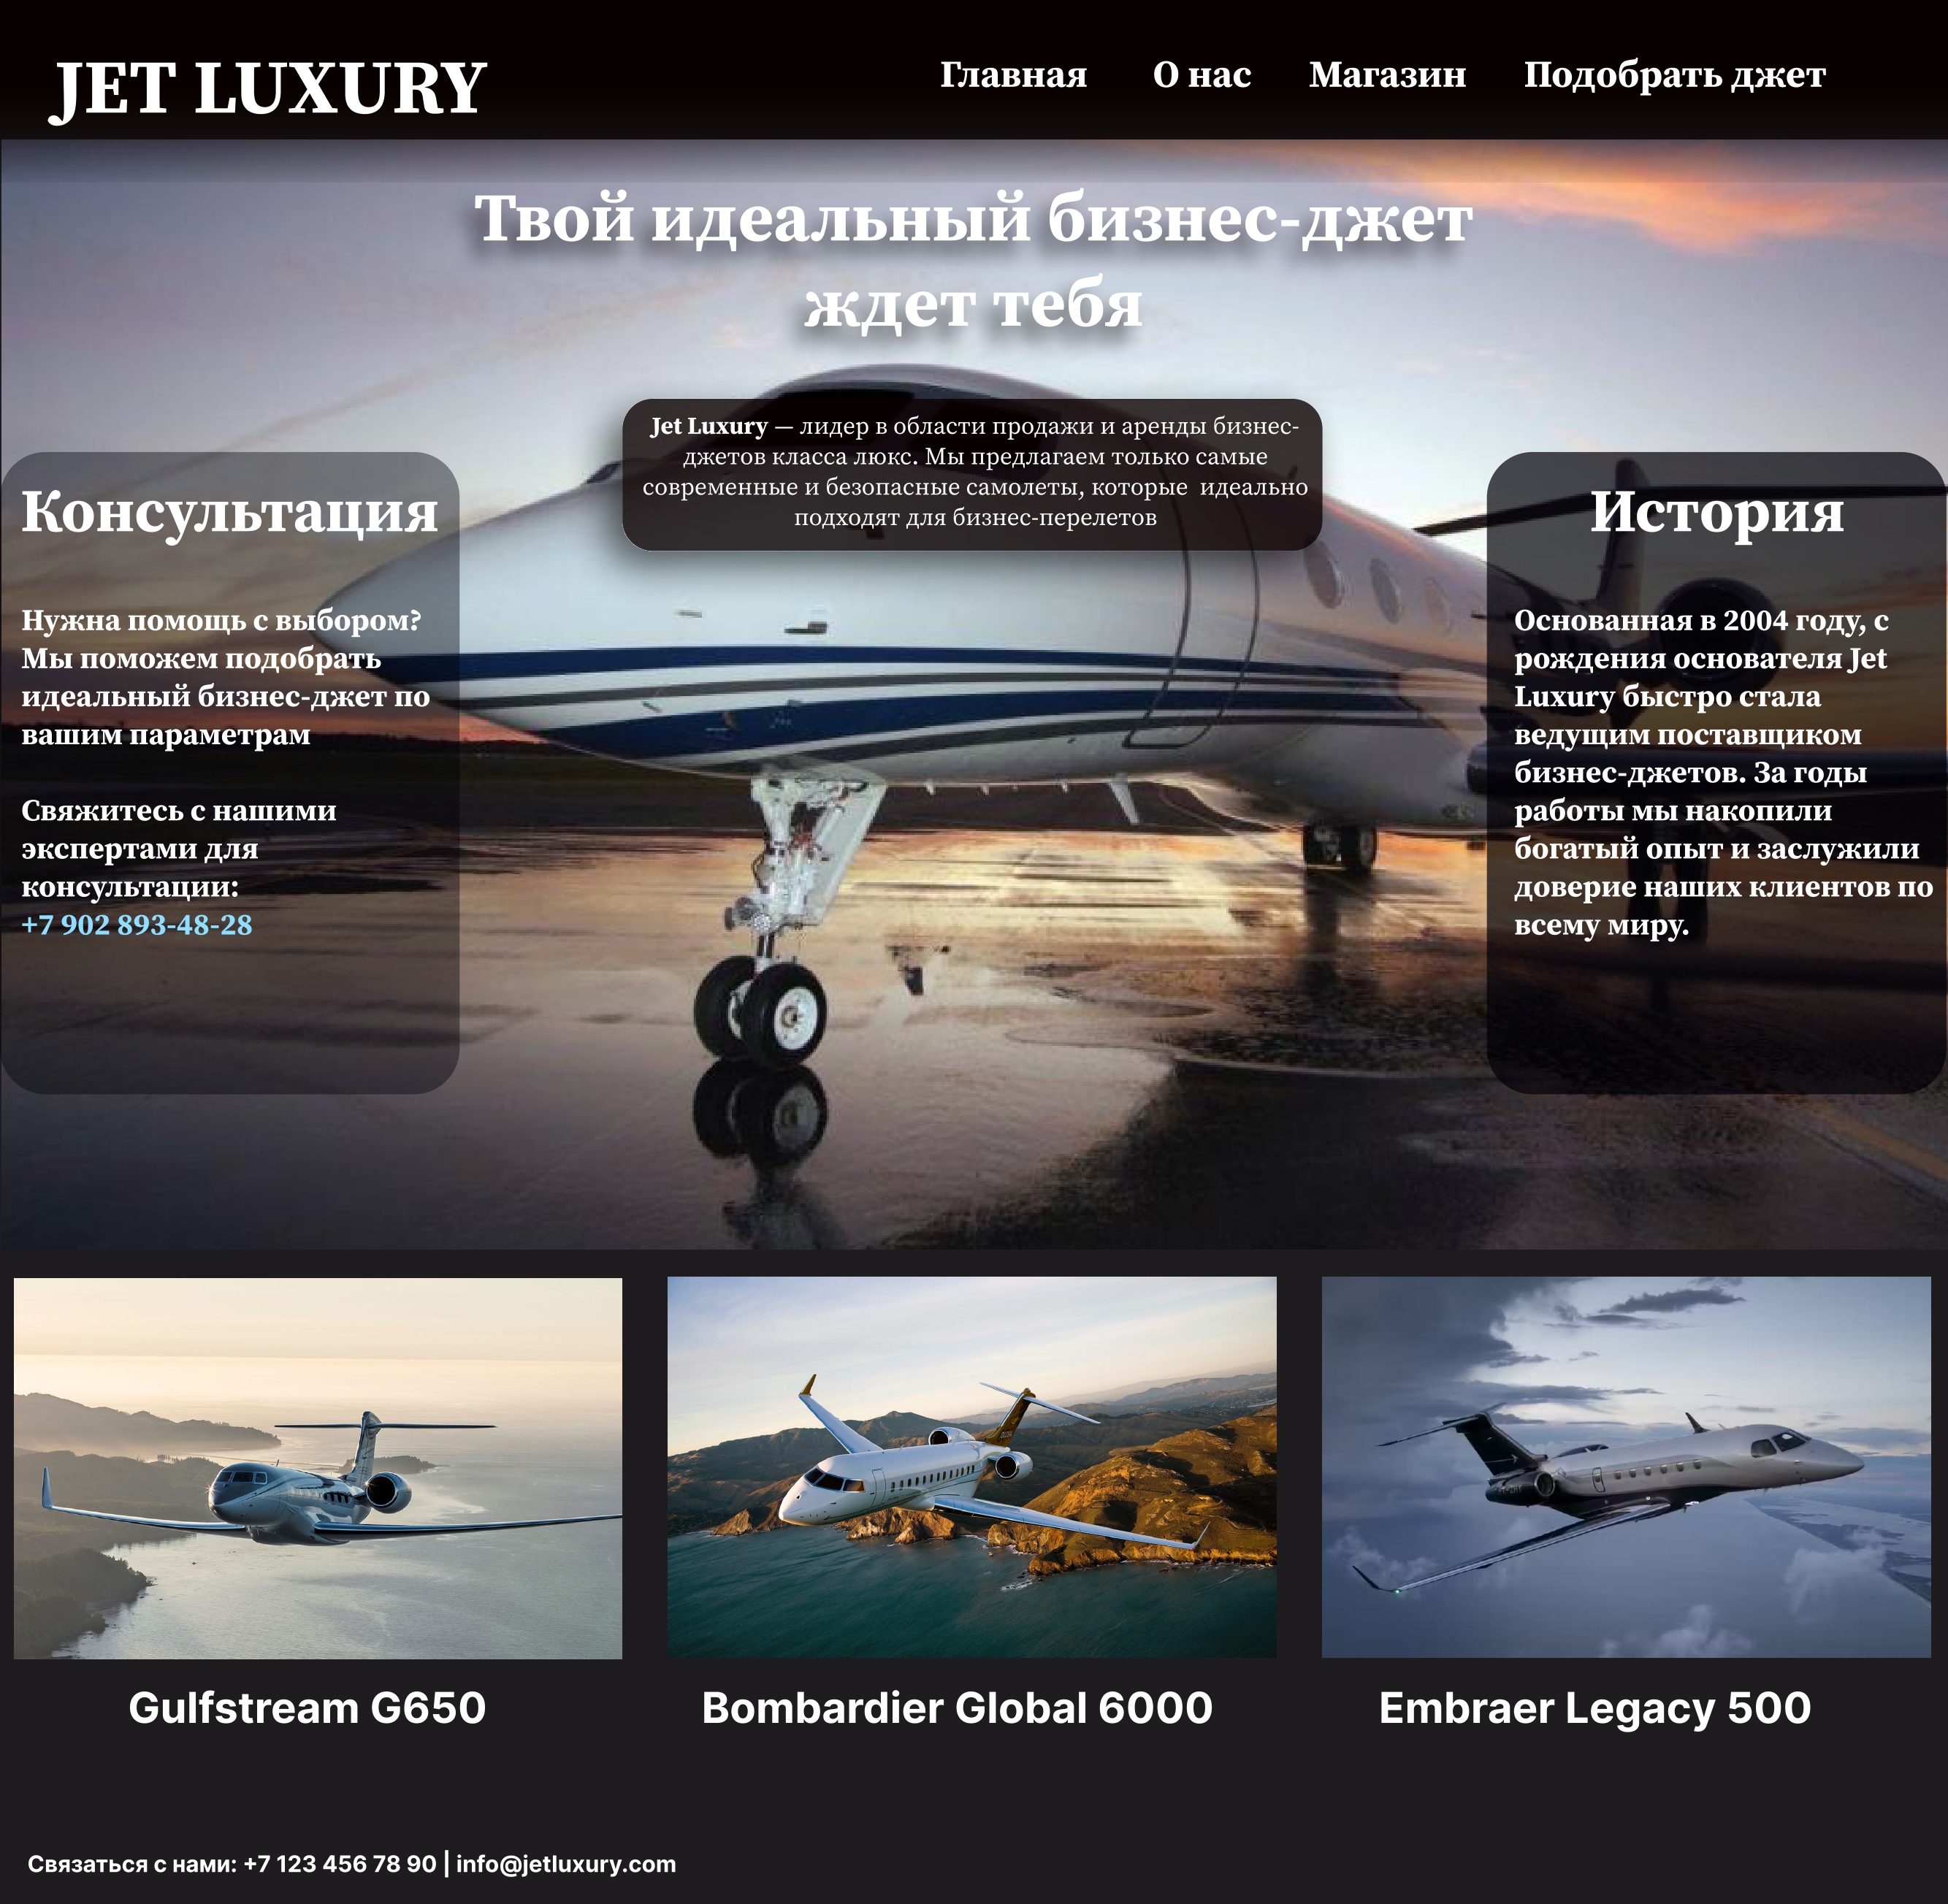 JET LUXURY
Главная
О нас
Магазин
Подобрать джет
Твой идеальный бизнес-джет
ждет тебя
Jet Luxury — лидер в области продажи и аренды бизнес-
джетов класса люкс. Мы предлагаем только самые
современные и безопасные самолеты, которые идеально
подходят для бизнес-перелетов
Консультация
Нужна помощь с выбором?
Мы поможем подобрать
идеальный бизнес-джет по
вашим параметрам
Свяжитесь с нашими
экспертами для
консультации:
+7 902 893-48-28
История
Основанная в 2004 году, с
рождения основателя Jet
Luxury быстро стала
ведущим поставщиком
бизнес-джетов. За годы
работы мы накопили
богатый опыт и заслужили
доверие наших клиентов по
всему миру.
Gulfstream G650
Bombardier Global 6000
Embraer Legacy 500
Связаться с нами: +7 123 456 78 90 | info@jetluxury.com